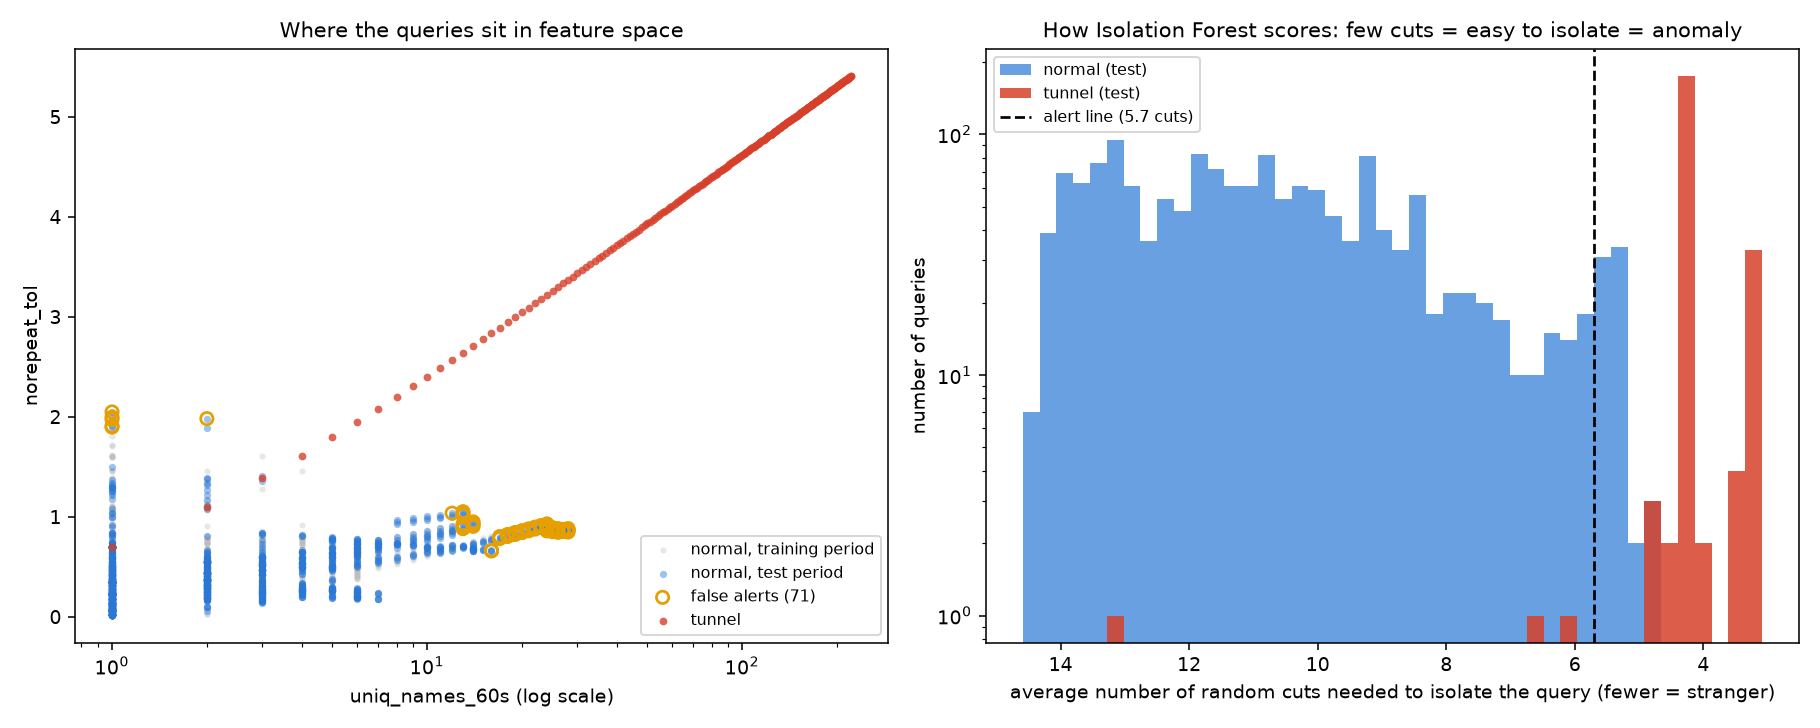 Where the queries sit in feature space
norepeat_tol
5
4
3
2
1
0
10⁰
10¹
10²
uniq_names_60s (log scale)
normal, training period
normal, test period
false alerts (71)
tunnel
How Isolation Forest scores: few cuts = easy to isolate = anomaly
number of queries
10²
10¹
10⁰
14
12
10
8
6
4
average number of random cuts needed to isolate the query (fewer = stranger)
normal (test)
tunnel (test)
alert line (5.7 cuts)